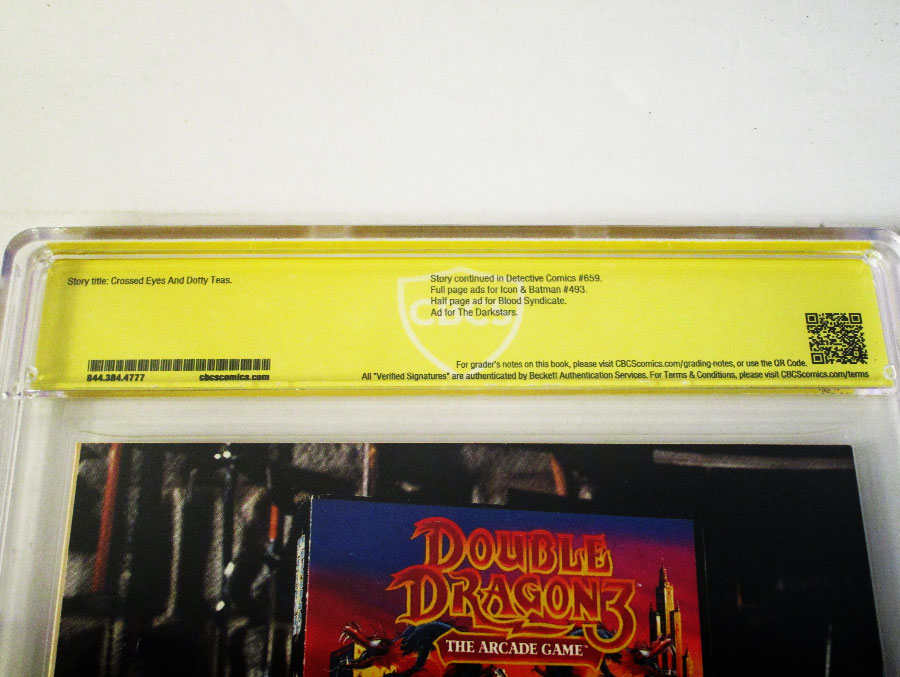 Story title: Crossed Eyes And Dotty Teas.
Story continued in Detective Comics #659.
Full page ads for Icon & Batman #493.
Half page ad for Blood Syndicate.
Ad for The Darkstars.
CBCS
844.384.4777
cbcscomics.com
For grader's notes on this book, please visit CBCScomics.com/grading-notes, or use the QR Code.
All "Verified Signatures" are authenticated by Beckett Authentication Services. For Terms & Conditions, please visit CBCScomics.com/terms
DOUBLE
DRAGON 3
THE ARCADE GAME™